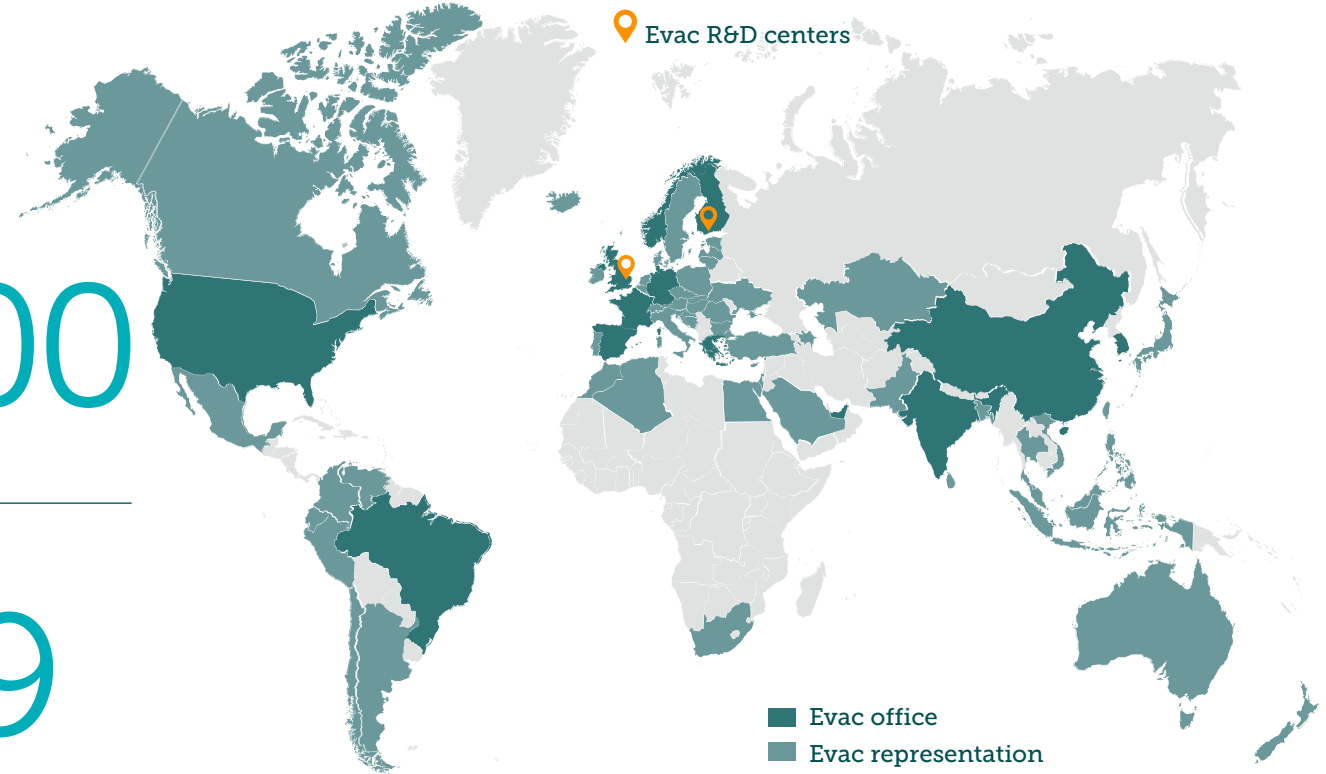 Evac R&D centers
00
9
Evac office
Evac representation